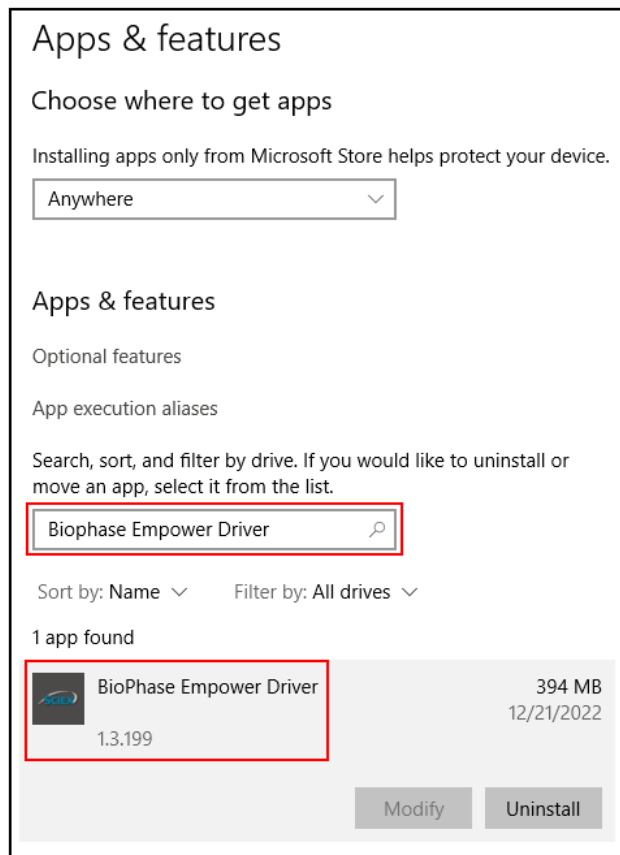 Apps & features
Choose where to get apps
Installing apps only from Microsoft Store helps protect your device.
Anywhere
Apps & features
Optional features
App execution aliases
Search, sort, and filter by drive. If you would like to uninstall or
move an app, select it from the list.
Biophase Empower Driver
Sort by: Name Filter by: All drives
1 app found
SCIEX
BioPhase Empower Driver 394 MB
12/21/2022
1.3.199
Modify Uninstall